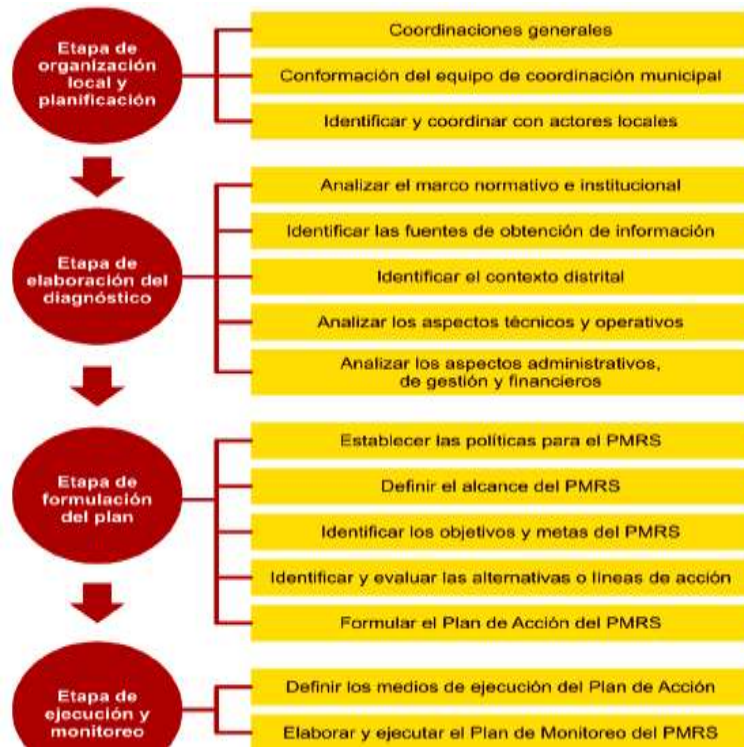 Etapa de
organización
local y
planificación
Coordinaciones generales
Conformación del equipo de coordinación municipal
Identificar y coordinar con actores locales
Etapa de
elaboración del
diagnóstico
Analizar el marco normativo e institucional
Identificar las fuentes de obtención de información
Identificar el contexto distrital
Analizar los aspectos técnicos y operativos
Analizar los aspectos administrativos,
de gestión y financieros
Etapa de
formulación
del plan
Establecer las políticas para el PMRS
Definir el alcance del PMRS
Identificar los objetivos y metas del PMRS
Identificar y evaluar las alternativas o líneas de acción
Formular el Plan de Acción del PMRS
Etapa de
ejecución y
monitoreo
Definir los medios de ejecución del Plan de Acción
Elaborar y ejecutar el Plan de Monitoreo del PMRS